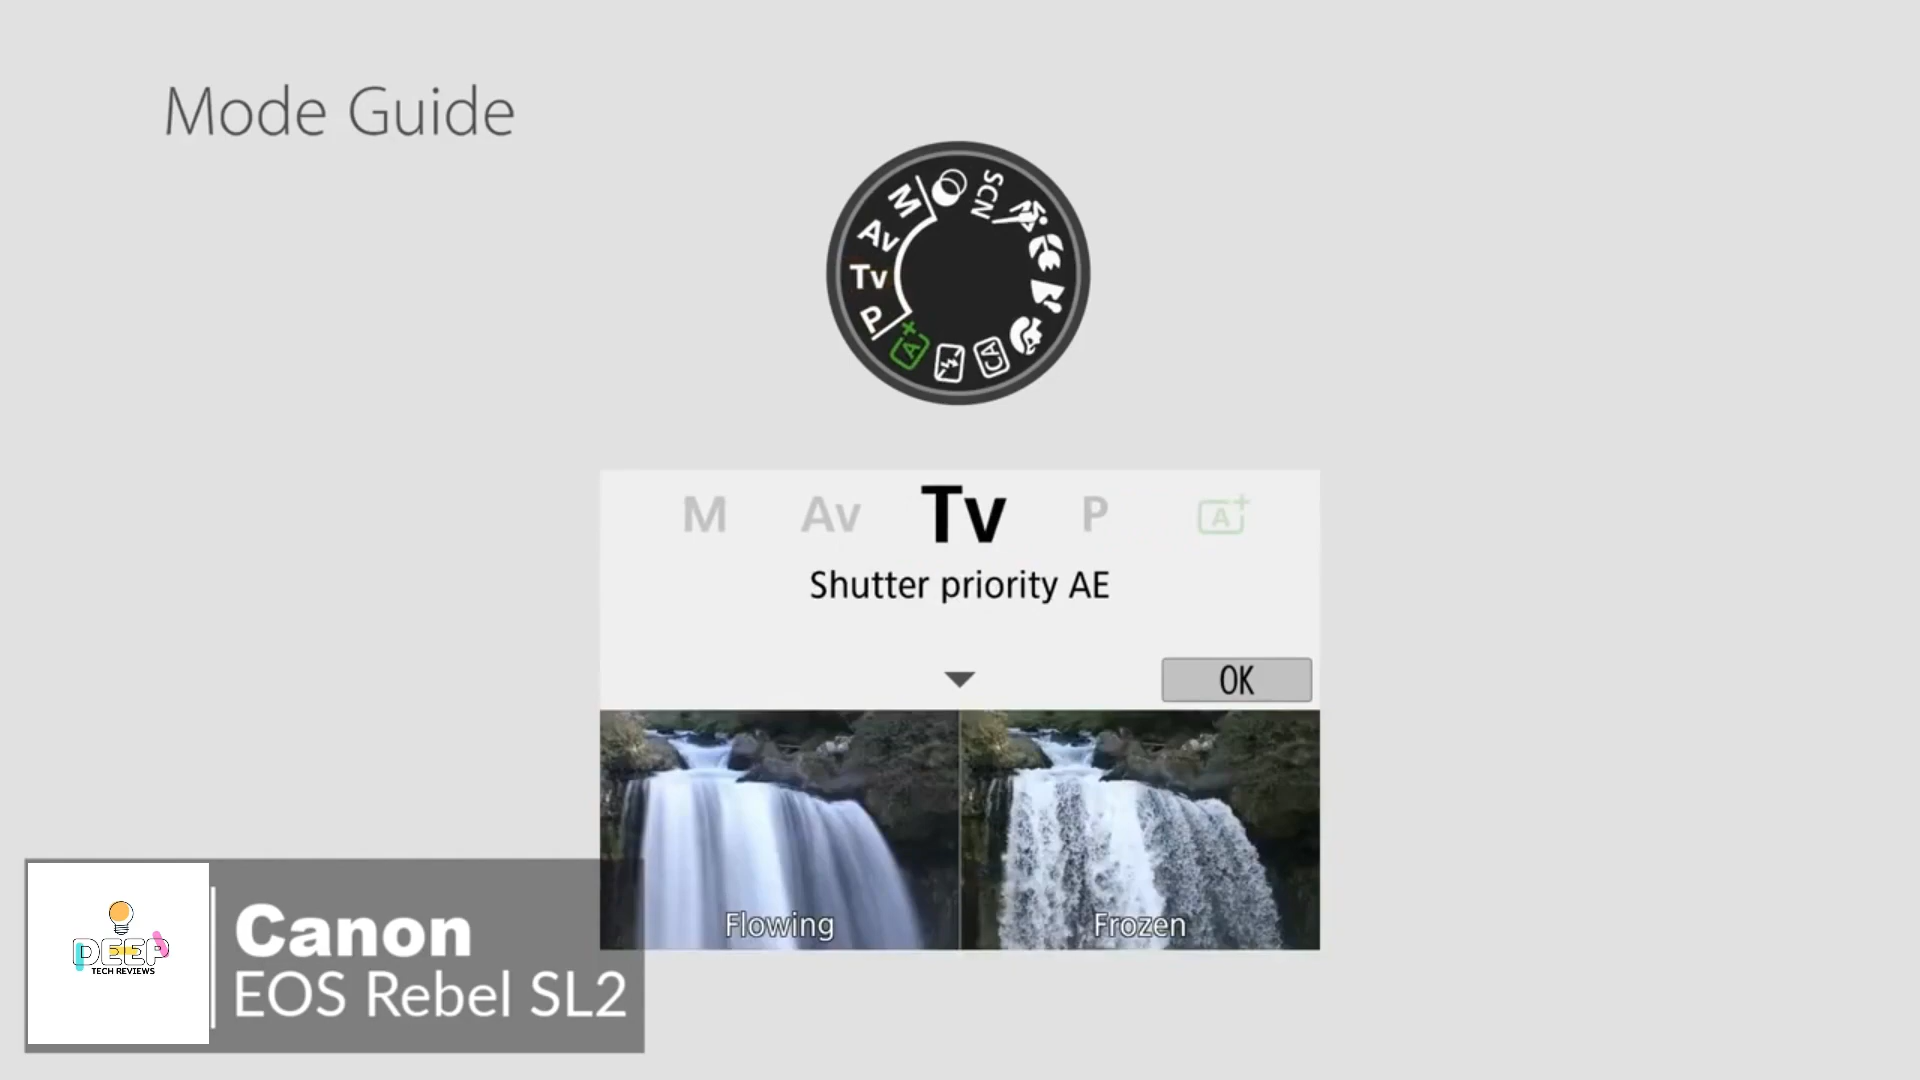 Mode Guide
SCN
M
Av
Tv
P
A+
CA
M Av Tv P A+
Shutter priority AE
OK
Flowing Frozen
DEEP
TECH REVIEWS
Canon
EOS Rebel SL2